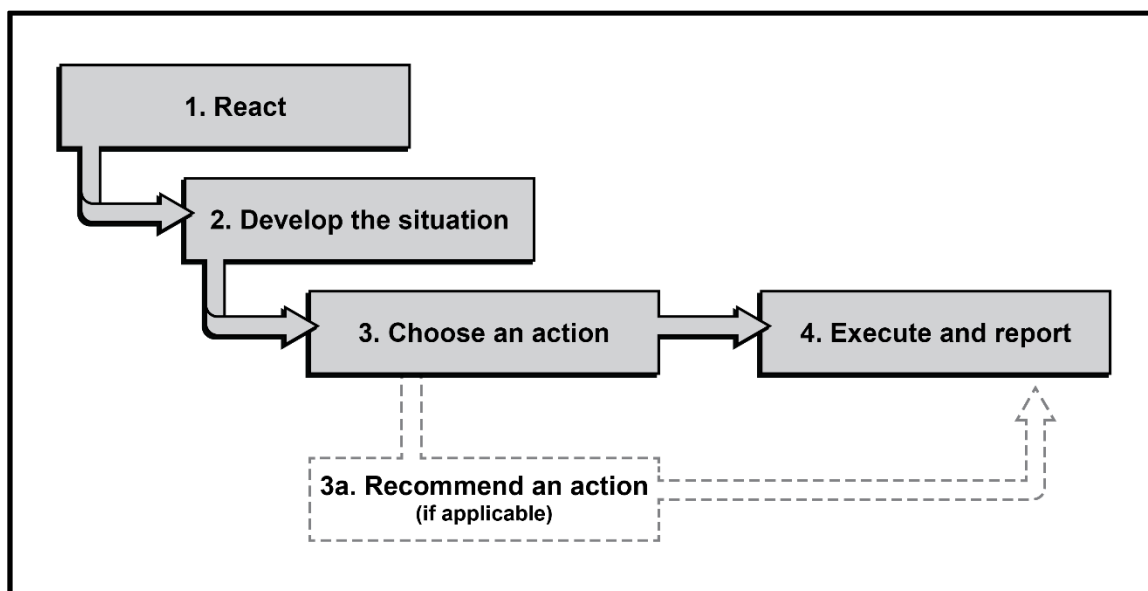 1. React
2. Develop the situation
3. Choose an action
4. Execute and report
3a. Recommend an action
(if applicable)